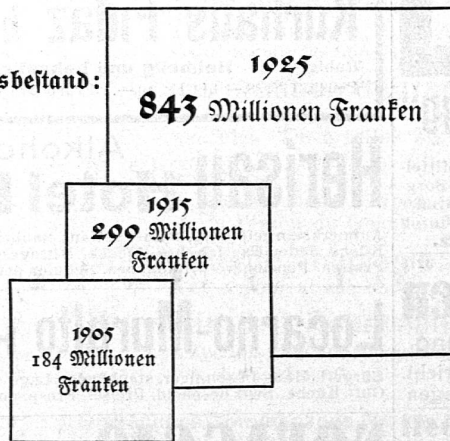 sbestand:
1925
843 Millionen Franken
1915
299 Millionen
Franken
1905
184 Millionen
Franken